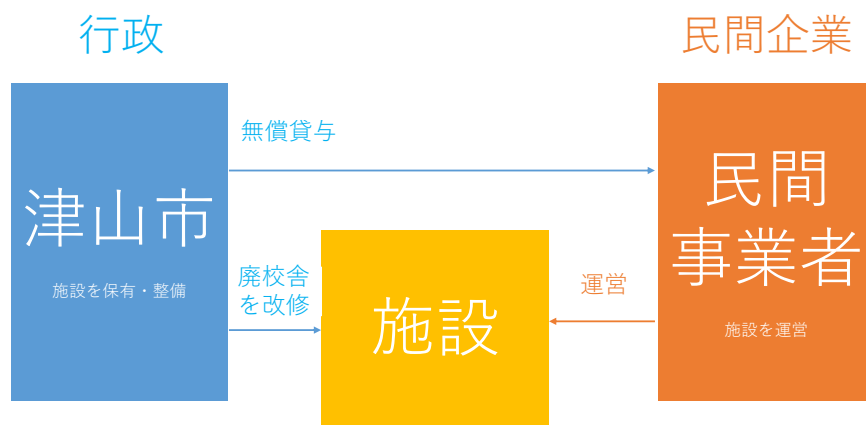 行政
民間企業
無償貸与
津山市
施設を保有・整備
民間
事業者
施設を運営
廃校舎
を改修
施設
運営